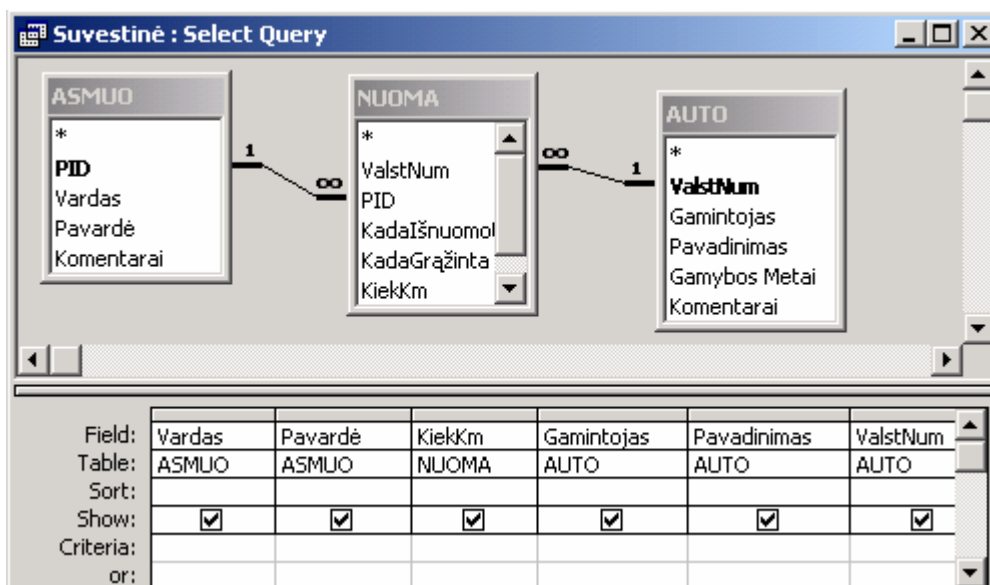 Suvestinė : Select Query
ASMUO
*
PID
Vardas
Pavardė
Komentarai
1
∞
NUOMA
*
ValstNum
PID
KadaIšnuomot
KadaGrąžinta
KiekKm
∞
1
AUTO
*
ValstNum
Gamintojas
Pavadinimas
Gamybos Metai
Komentarai
Field: Vardas Pavardė KiekKm Gamintojas Pavadinimas ValstNum
Table: ASMUO ASMUO NUOMA AUTO AUTO AUTO
Sort:
Show:
Criteria:
or: